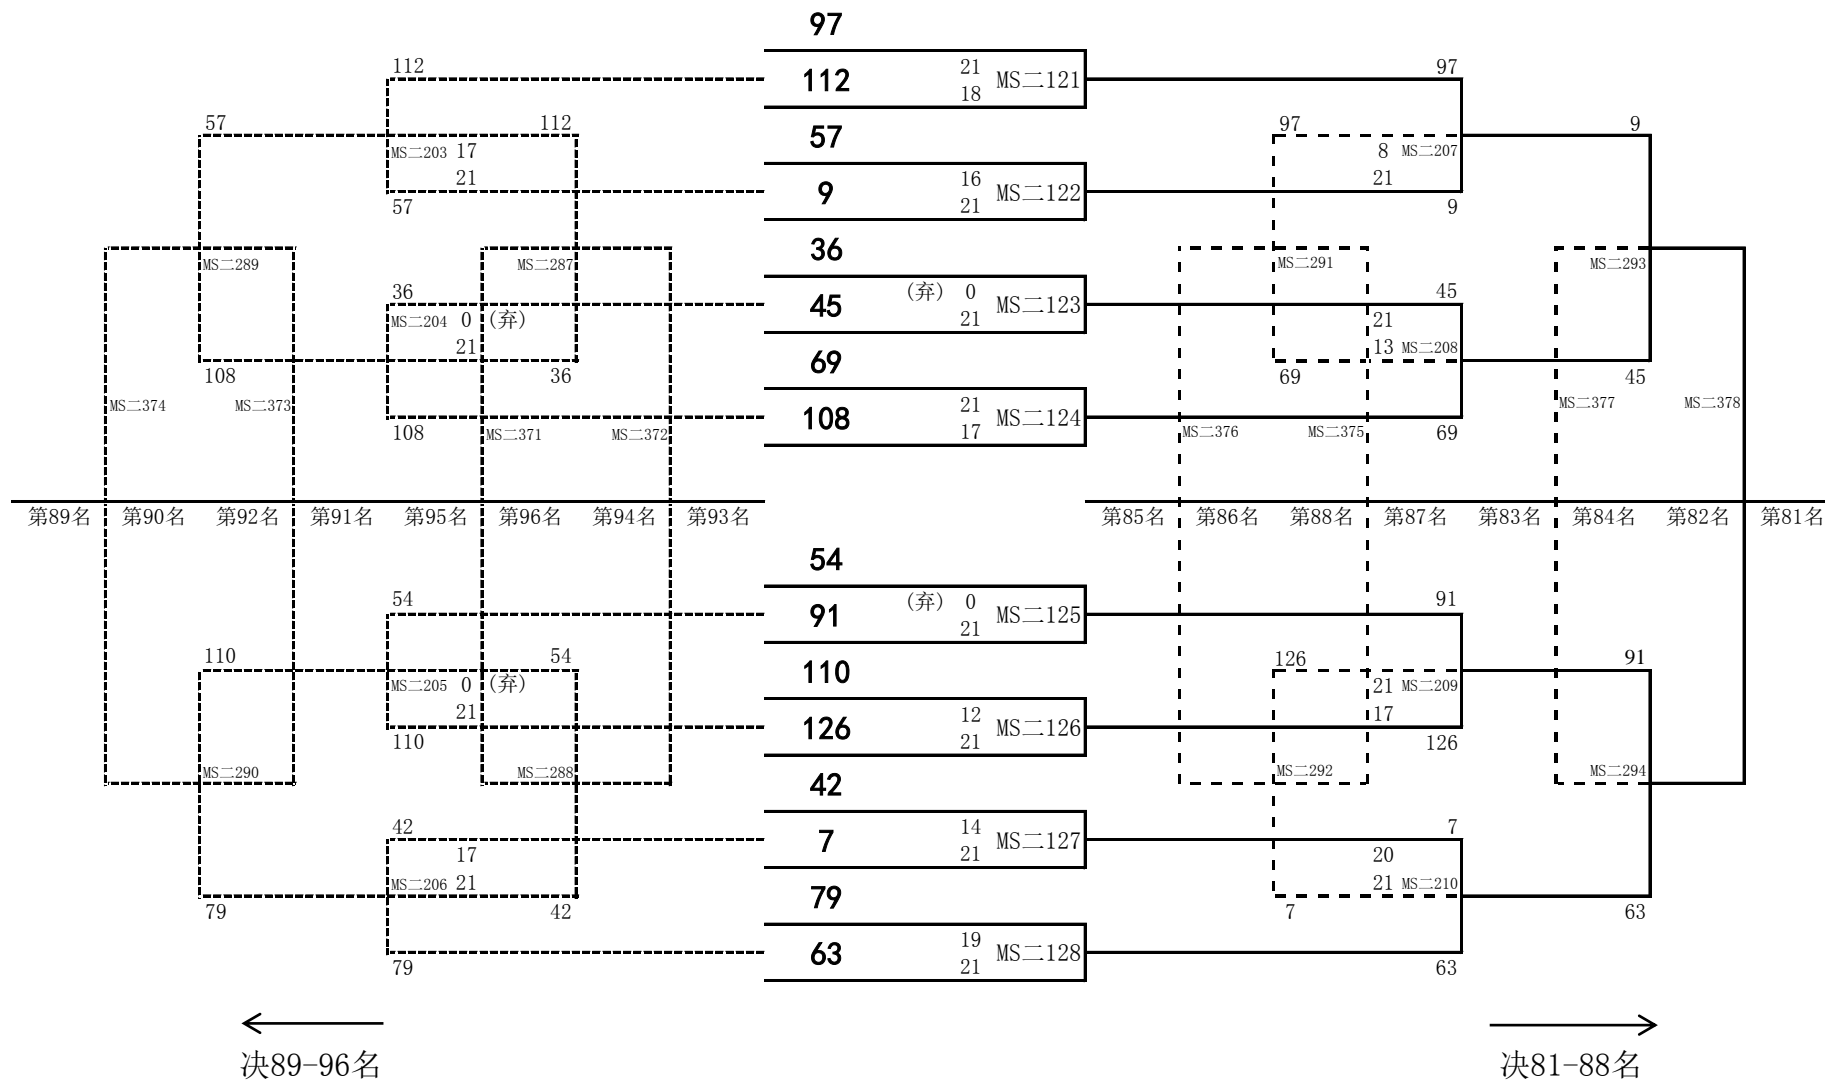 97
112 21 MS二121 97
112 18
57 112 57 97 9
MS二203 17 8 MS二207
21 9 16 MS二122 21
57 21 9
36
MS二289 MS二287 MS二291 MS二293
36 45 (弃) 0 MS二123 45
MS二204 0 (弃) 21 21
21 13 MS二208
108 36 69 69 45
MS二374 MS二373 21 MS二377 MS二378
108 MS二371 MS二372 108 17 MS二124 MS二376 MS二375 69
第89名 第90名 第92名 第91名 第95名 第96名 第94名 第93名 第85名 第86名 第88名 第87名 第83名 第84名 第82名 第81名
54
54 91 (弃) 0 MS二125 91
21
110 54 110 126 91
MS二205 0 (弃) 21 MS二209
21 126 12 MS二126 17
110 21 126
MS二290 MS二288 MS二292 MS二294
42
42 7 14 MS二127 7
17 21 20
MS二206 21 21 MS二210
79 42 79 7 63
79 63 19 MS二128 63
21
决89-96名 决81-88名